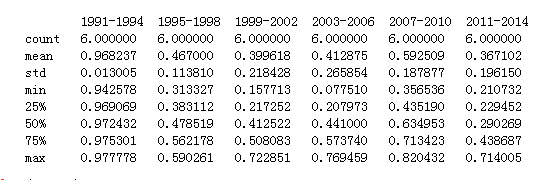 1991-1994 1995-1998 1999-2002 2003-2006 2007-2010 2011-2014
count 6.000000 6.000000 6.000000 6.000000 6.000000 6.000000
mean 0.968237 0.467000 0.399618 0.412875 0.592509 0.367102
std 0.013005 0.113810 0.218428 0.265854 0.187877 0.196150
min 0.942578 0.313327 0.157713 0.077510 0.356536 0.210732
25% 0.969069 0.383112 0.217252 0.207973 0.435190 0.229452
50% 0.972432 0.478519 0.412522 0.441000 0.634953 0.290269
75% 0.975301 0.562178 0.508083 0.573740 0.713423 0.438687
max 0.977778 0.590261 0.722851 0.769459 0.820432 0.714005